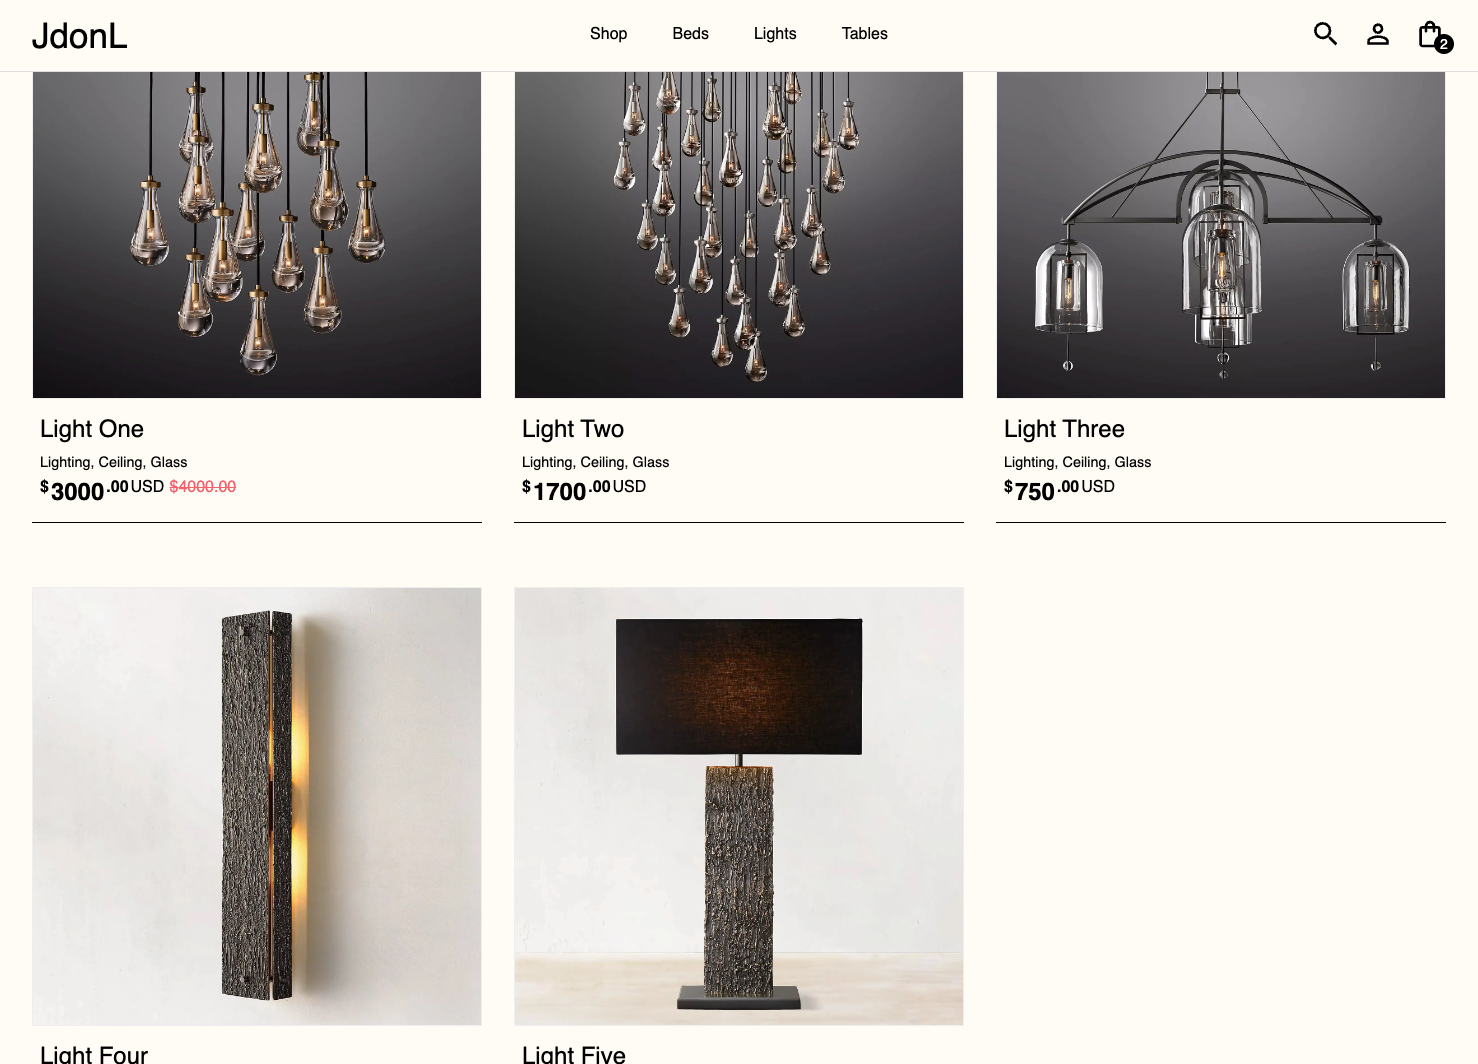 JdonL
Shop Beds Lights Tables
2
Light One
Lighting, Ceiling, Glass
$3000.00USD $4000.00
Light Two
Lighting, Ceiling, Glass
$1700.00USD
Light Three
Lighting, Ceiling, Glass
$750.00USD
Light Four
Light Five